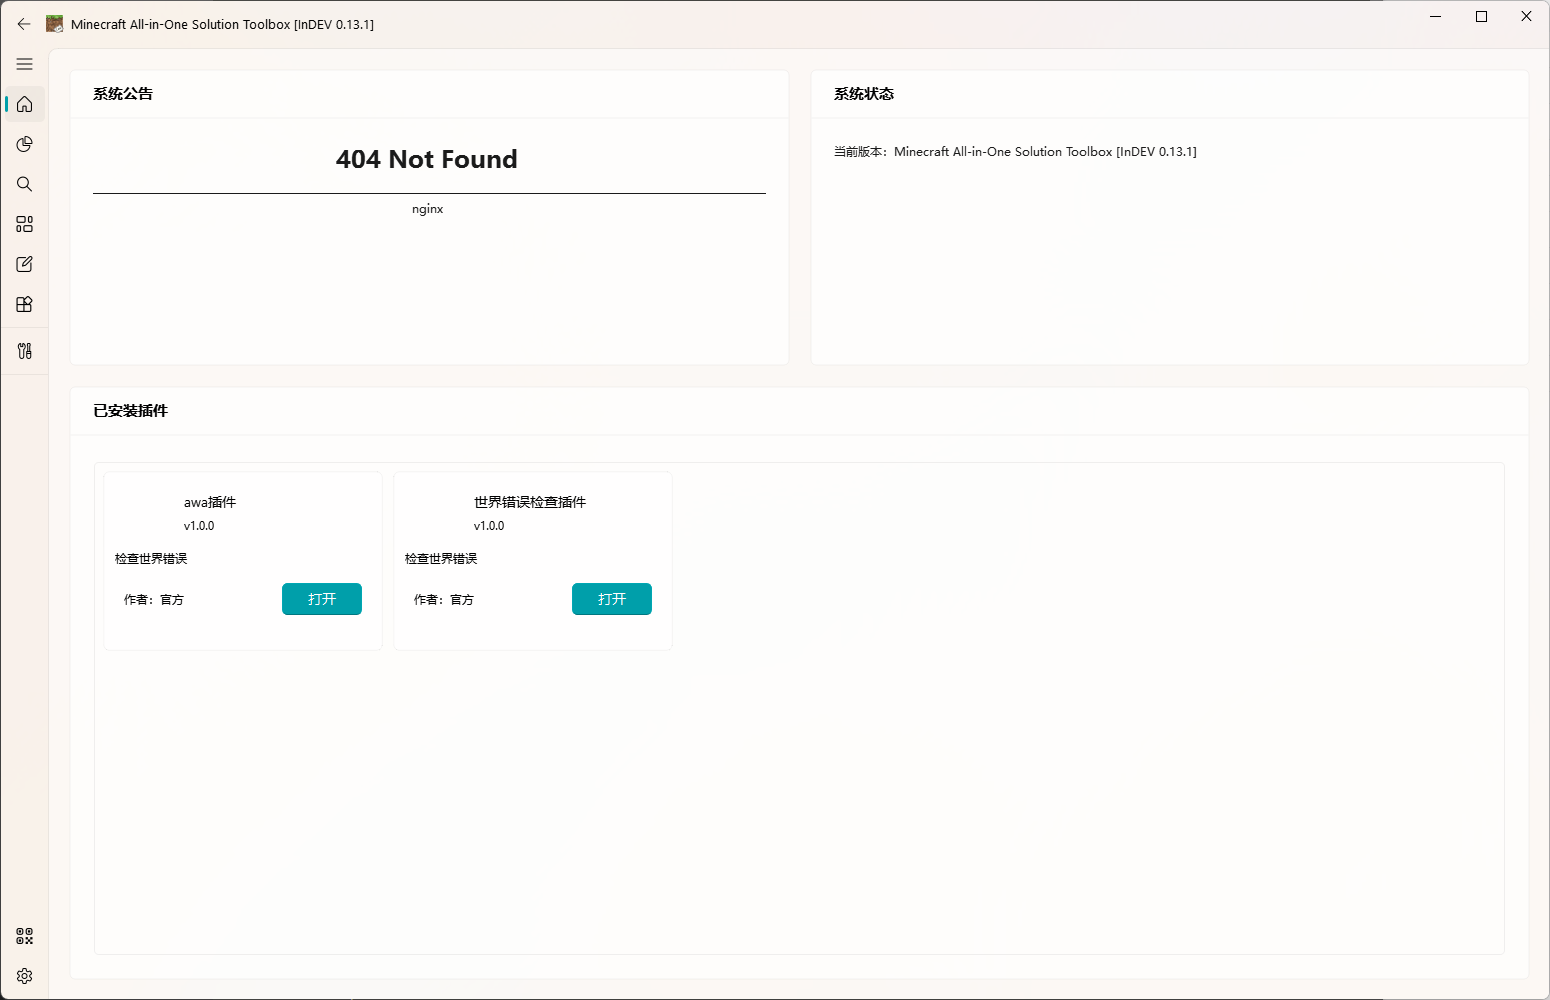 Minecraft All-in-One Solution Toolbox [InDEV 0.13.1]
系统公告
404 Not Found
nginx
系统状态
当前版本：Minecraft All-in-One Solution Toolbox [InDEV 0.13.1]
已安装插件
awa插件
v1.0.0
检查世界错误
作者：官方
打开
世界错误检查插件
v1.0.0
检查世界错误
作者：官方
打开